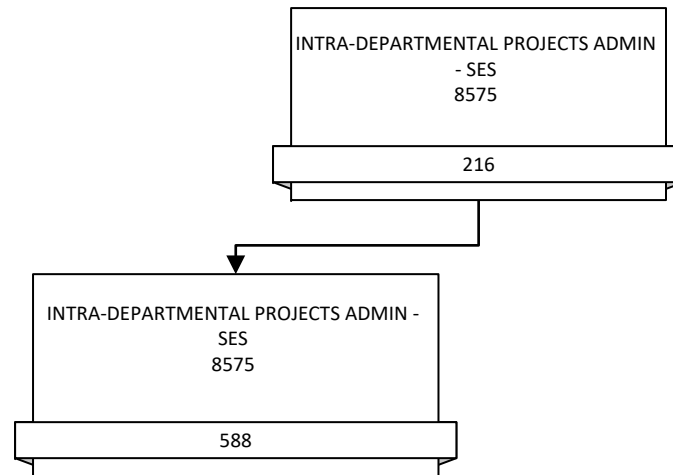 INTRA-DEPARTMENTAL PROJECTS ADMIN
- SES
8575
216
INTRA-DEPARTMENTAL PROJECTS ADMIN -
SES
8575
588